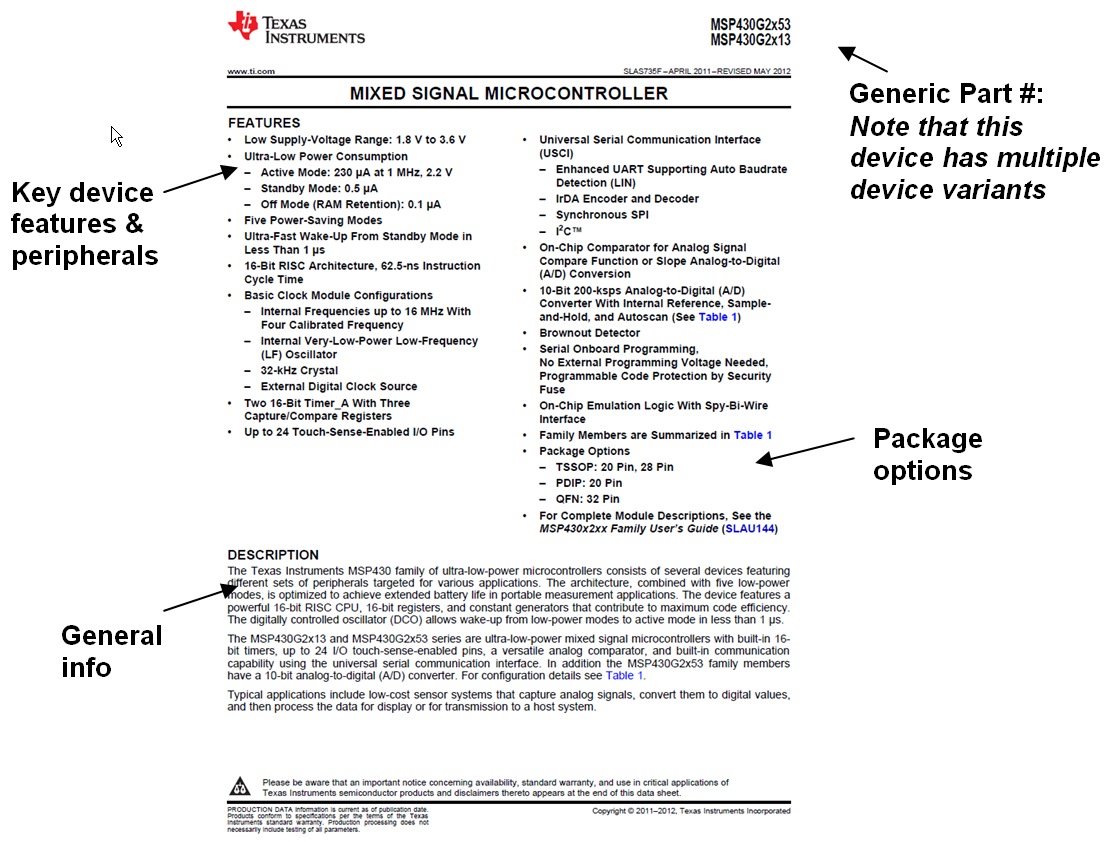 TEXAS
INSTRUMENTS
MSP430G2x53
MSP430G2x13
www.ti.com
SLAS735F – APRIL 2011 – REVISED MAY 2012
MIXED SIGNAL MICROCONTROLLER
Generic Part #:
Note that this
device has multiple
device variants
Key device
features &
peripherals
FEATURES
• Low Supply-Voltage Range: 1.8 V to 3.6 V
• Ultra-Low Power Consumption
– Active Mode: 230 µA at 1 MHz, 2.2 V
– Standby Mode: 0.5 µA
– Off Mode (RAM Retention): 0.1 µA
• Five Power-Saving Modes
• Ultra-Fast Wake-Up From Standby Mode in
Less Than 1 µs
• 16-Bit RISC Architecture, 62.5-ns Instruction
Cycle Time
• Basic Clock Module Configurations
– Internal Frequencies up to 16 MHz With
Four Calibrated Frequency
– Internal Very-Low-Power Low-Frequency
(LF) Oscillator
– 32-kHz Crystal
– External Digital Clock Source
• Two 16-Bit Timer_A With Three
Capture/Compare Registers
• Up to 24 Touch-Sense-Enabled I/O Pins
• Universal Serial Communication Interface
(USCI)
– Enhanced UART Supporting Auto Baudrate
Detection (LIN)
– IrDA Encoder and Decoder
– Synchronous SPI
– I²C™
• On-Chip Comparator for Analog Signal
Compare Function or Slope Analog-to-Digital
(A/D) Conversion
• 10-Bit 200-ksps Analog-to-Digital (A/D)
Converter With Internal Reference, Sample-
and-Hold, and Autoscan (See Table 1)
• Brownout Detector
• Serial Onboard Programming,
No External Programming Voltage Needed,
Programmable Code Protection by Security
Fuse
• On-Chip Emulation Logic With Spy-Bi-Wire
Interface
• Family Members are Summarized in Table 1
• Package Options
– TSSOP: 20 Pin, 28 Pin
– PDIP: 20 Pin
– QFN: 32 Pin
• For Complete Module Descriptions, See the
MSP430x2xx Family User's Guide (SLAU144)
Package
options
DESCRIPTION
The Texas Instruments MSP430 family of ultra-low-power microcontrollers consists of several devices featuring
different sets of peripherals targeted for various applications. The architecture, combined with five low-power
modes, is optimized to achieve extended battery life in portable measurement applications. The device features a
powerful 16-bit RISC CPU, 16-bit registers, and constant generators that contribute to maximum code efficiency.
The digitally controlled oscillator (DCO) allows wake-up from low-power modes to active mode in less than 1 µs.
The MSP430G2x13 and MSP430G2x53 series are ultra-low-power mixed signal microcontrollers with built-in 16-
bit timers, up to 24 I/O touch-sense-enabled pins, a versatile analog comparator, and built-in communication
capability using the universal serial communication interface. In addition the MSP430G2x53 family members
have a 10-bit analog-to-digital (A/D) converter. For configuration details see Table 1.
Typical applications include low-cost sensor systems that capture analog signals, convert them to digital values,
and then process the data for display or for transmission to a host system.
General
info
Please be aware that an important notice concerning availability, standard warranty, and use in critical applications of
Texas Instruments semiconductor products and disclaimers thereto appears at the end of this data sheet.
PRODUCTION DATA information is current as of publication date.
Products conform to specifications per the terms of the Texas
Instruments standard warranty. Production processing does not
necessarily include testing of all parameters.
Copyright © 2011–2012, Texas Instruments Incorporated